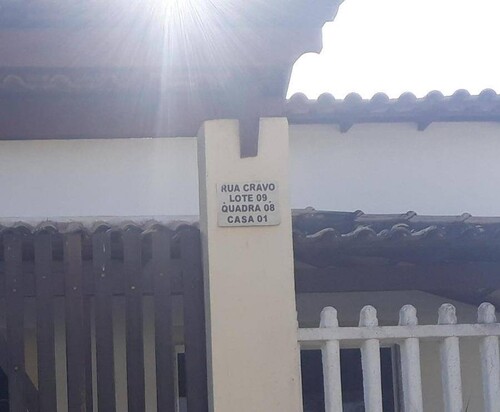 RUA CRAVO
LOTE 09
QUADRA 08
CASA 01